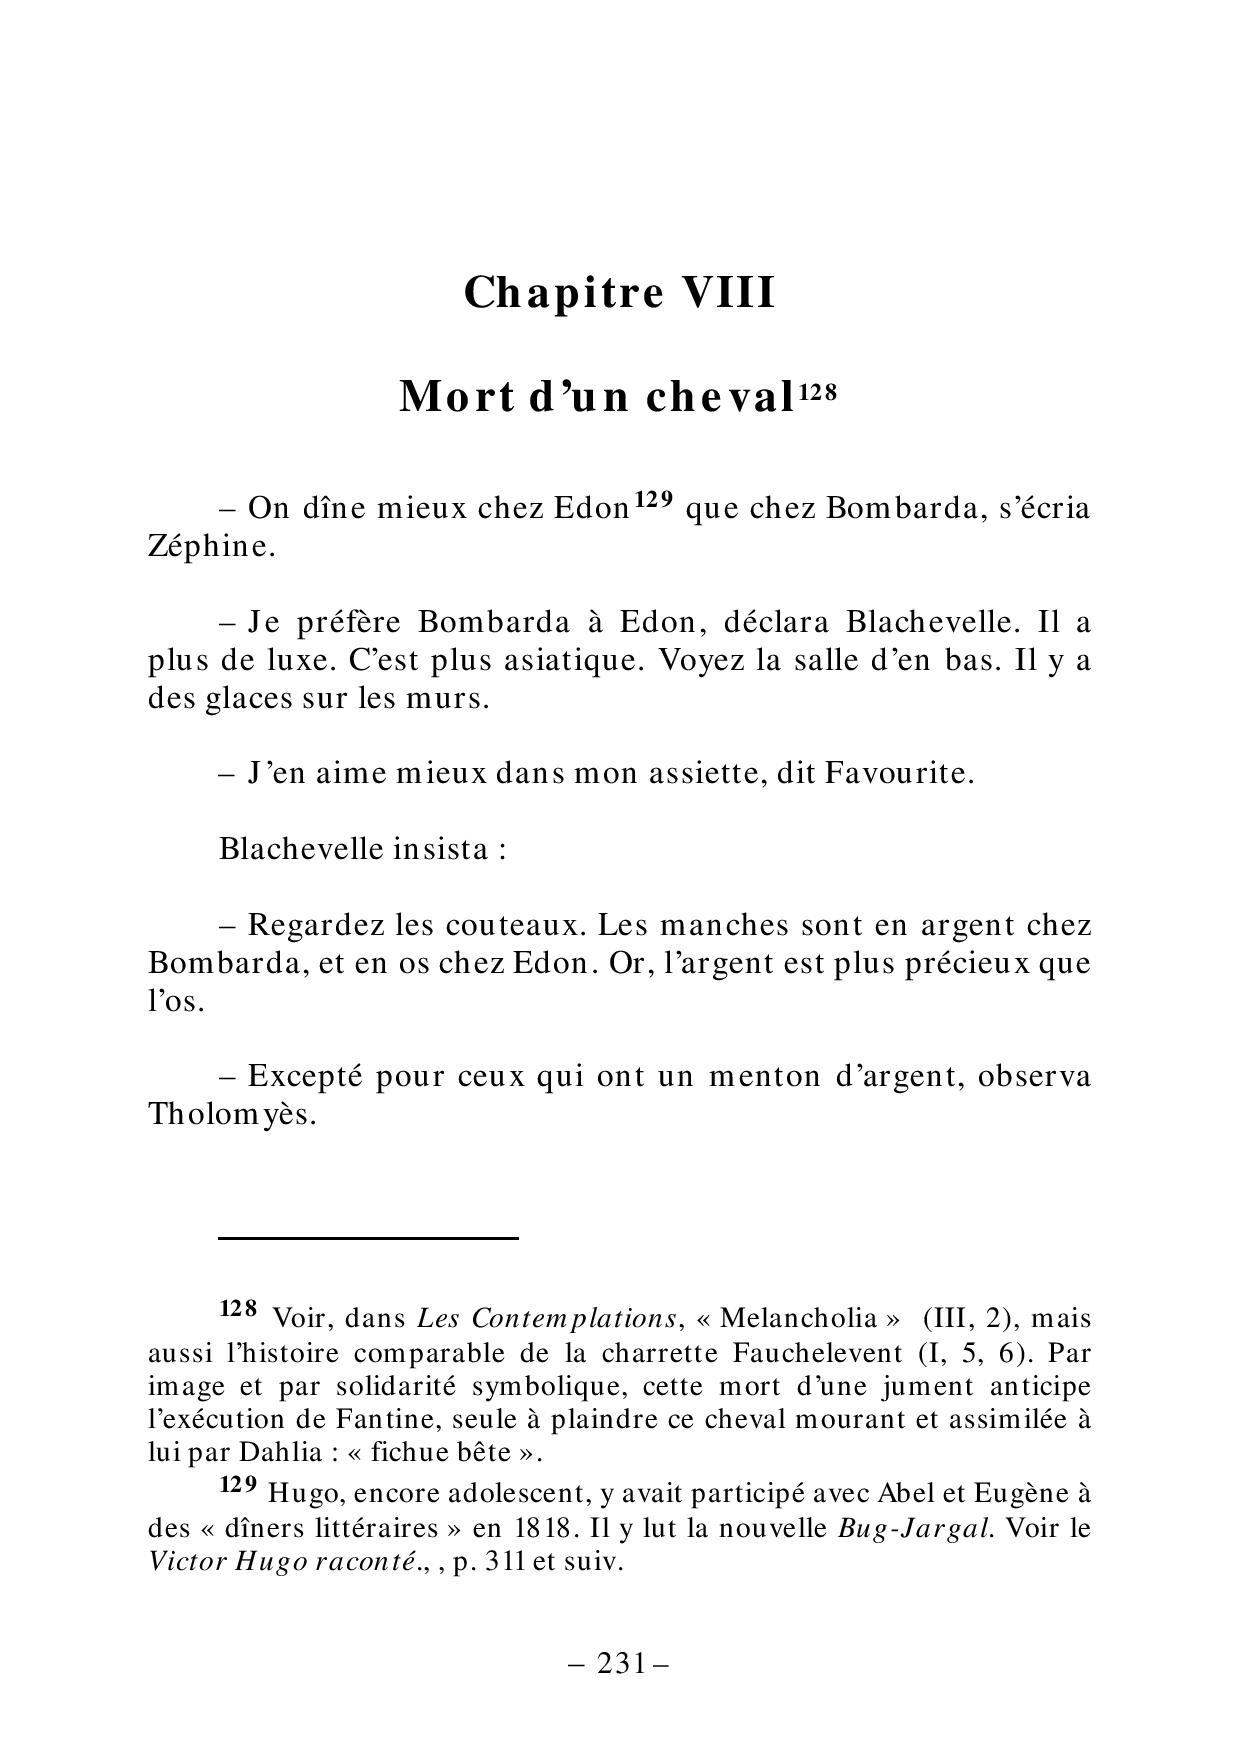 Chapitre VIII
Mort d’un cheval128
– On dîne mieux chez Edon129 que chez Bombarda, s’écria
Zéphine.
– Je préfère Bombarda à Edon, déclara Blachevelle. Il a
plus de luxe. C’est plus asiatique. Voyez la salle d’en bas. Il y a
des glaces sur les murs.
– J’en aime mieux dans mon assiette, dit Favourite.
Blachevelle insista :
– Regardez les couteaux. Les manches sont en argent chez
Bombarda, et en os chez Edon. Or, l’argent est plus précieux que
l’os.
– Excepté pour ceux qui ont un menton d’argent, observa
Tholomyès.
128 Voir, dans Les Contemplations, « Melancholia » (III, 2), mais
aussi l’histoire comparable de la charrette Fauchelevent (I, 5, 6). Par
image et par solidarité symbolique, cette mort d’une jument anticipe
l’exécution de Fantine, seule à plaindre ce cheval mourant et assimilée à
lui par Dahlia : « fichue bête ».
129 Hugo, encore adolescent, y avait participé avec Abel et Eugène à
des « dîners littéraires » en 1818. Il y lut la nouvelle Bug-Jargal. Voir le
Victor Hugo raconté., , p. 311 et suiv.
– 231 –